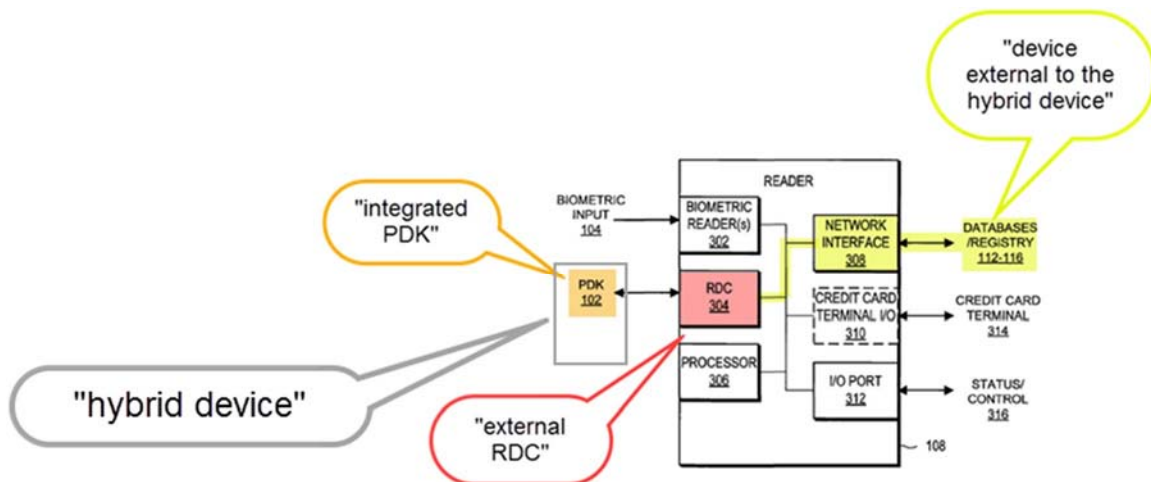 "device
external to the
hybrid device"
READER
"integrated
PDK"
BIOMETRIC
INPUT
104
BIOMETRIC
READER(S)
302
NETWORK
INTERFACE
308
DATABASES
/REGISTRY
112-116
PDK
102
RDC
304
CREDIT CARD
TERMINAL I/O
310
CREDIT CARD
TERMINAL
314
"hybrid device"
PROCESSOR
306
I/O PORT
312
STATUS/
CONTROL
316
"external
RDC"
108